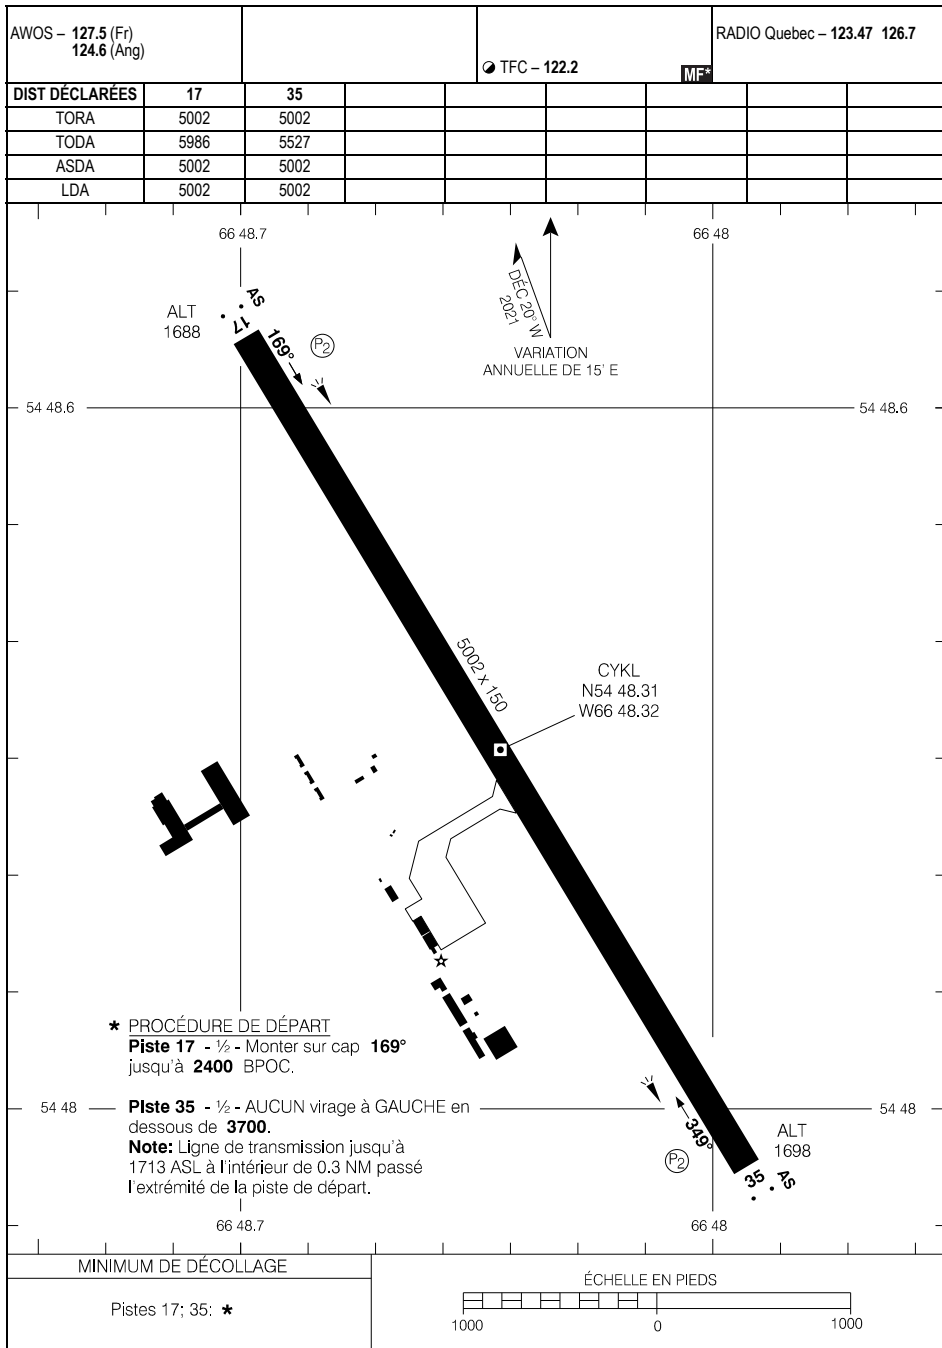 AWOS – 127.5 (Fr)
124.6 (Ang)
TFC – 122.2
MF*
RADIO Quebec – 123.47 126.7
DIST DÉCLARÉES 17 35
TORA 5002 5002
TODA 5986 5527
ASDA 5002 5002
LDA 5002 5002
66 48.7
66 48
DÉC 20° W
2021
VARIATION
ANNUELLE DE 15' E
ALT
1688
AS
17
169°
P2
54 48.6
54 48.6
5002 x 150
CYKL
N54 48.31
W66 48.32
* PROCÉDURE DE DÉPART
Piste 17 - ½ - Monter sur cap 169°
jusqu'à 2400 BPOC.
54 48
Piste 35 - ½ - AUCUN virage à GAUCHE en
dessous de 3700.
Note: Ligne de transmission jusqu'à
1713 ASL à l'intérieur de 0.3 NM passé
l'extrémité de la piste de départ.
54 48
349°
P2
ALT
1698
35
AS
66 48.7
66 48
MINIMUM DE DÉCOLLAGE
Pistes 17; 35: *
ÉCHELLE EN PIEDS
1000 0 1000